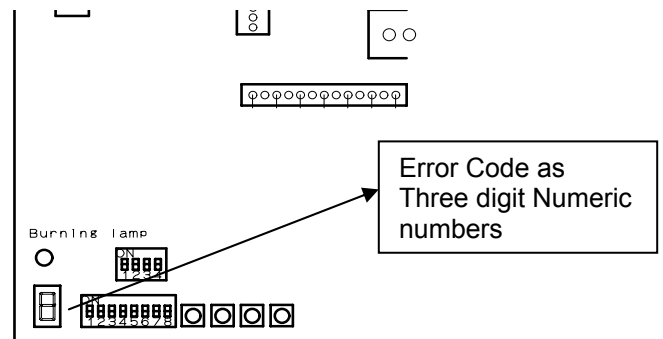 Error Code as
Three digit Numeric
numbers
Burning lamp
ON
1234
ON
12345678